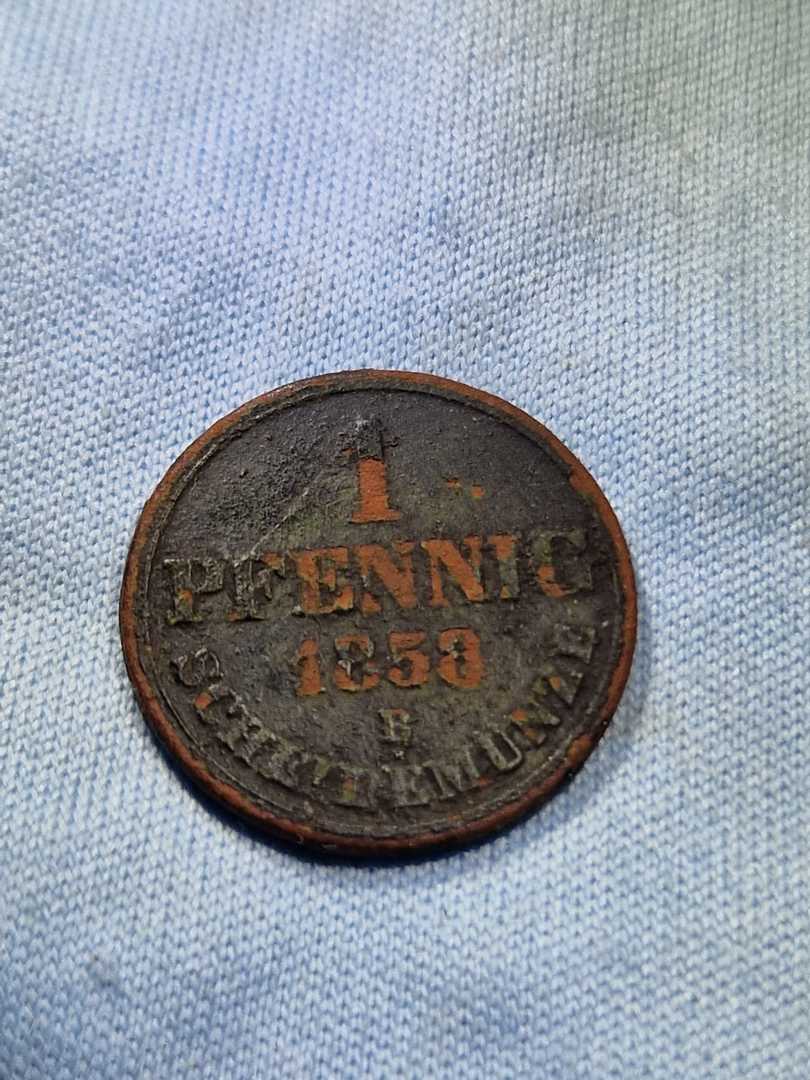 1
PFENNIG
1858
B
SCHEIDEMÜNZE